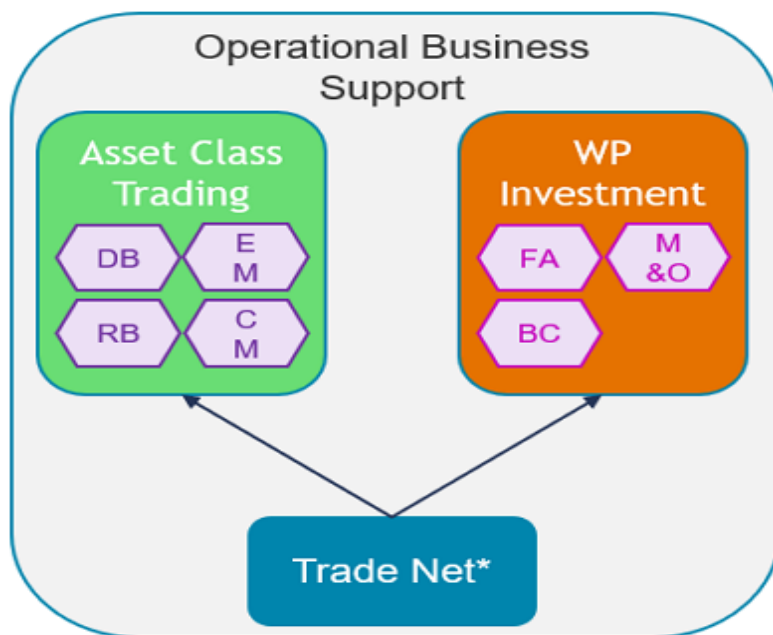 Operational Business
Support
Asset Class
Trading
DB
E
M
RB
C
M
WP
Investment
FA
M
&O
BC
Trade Net*